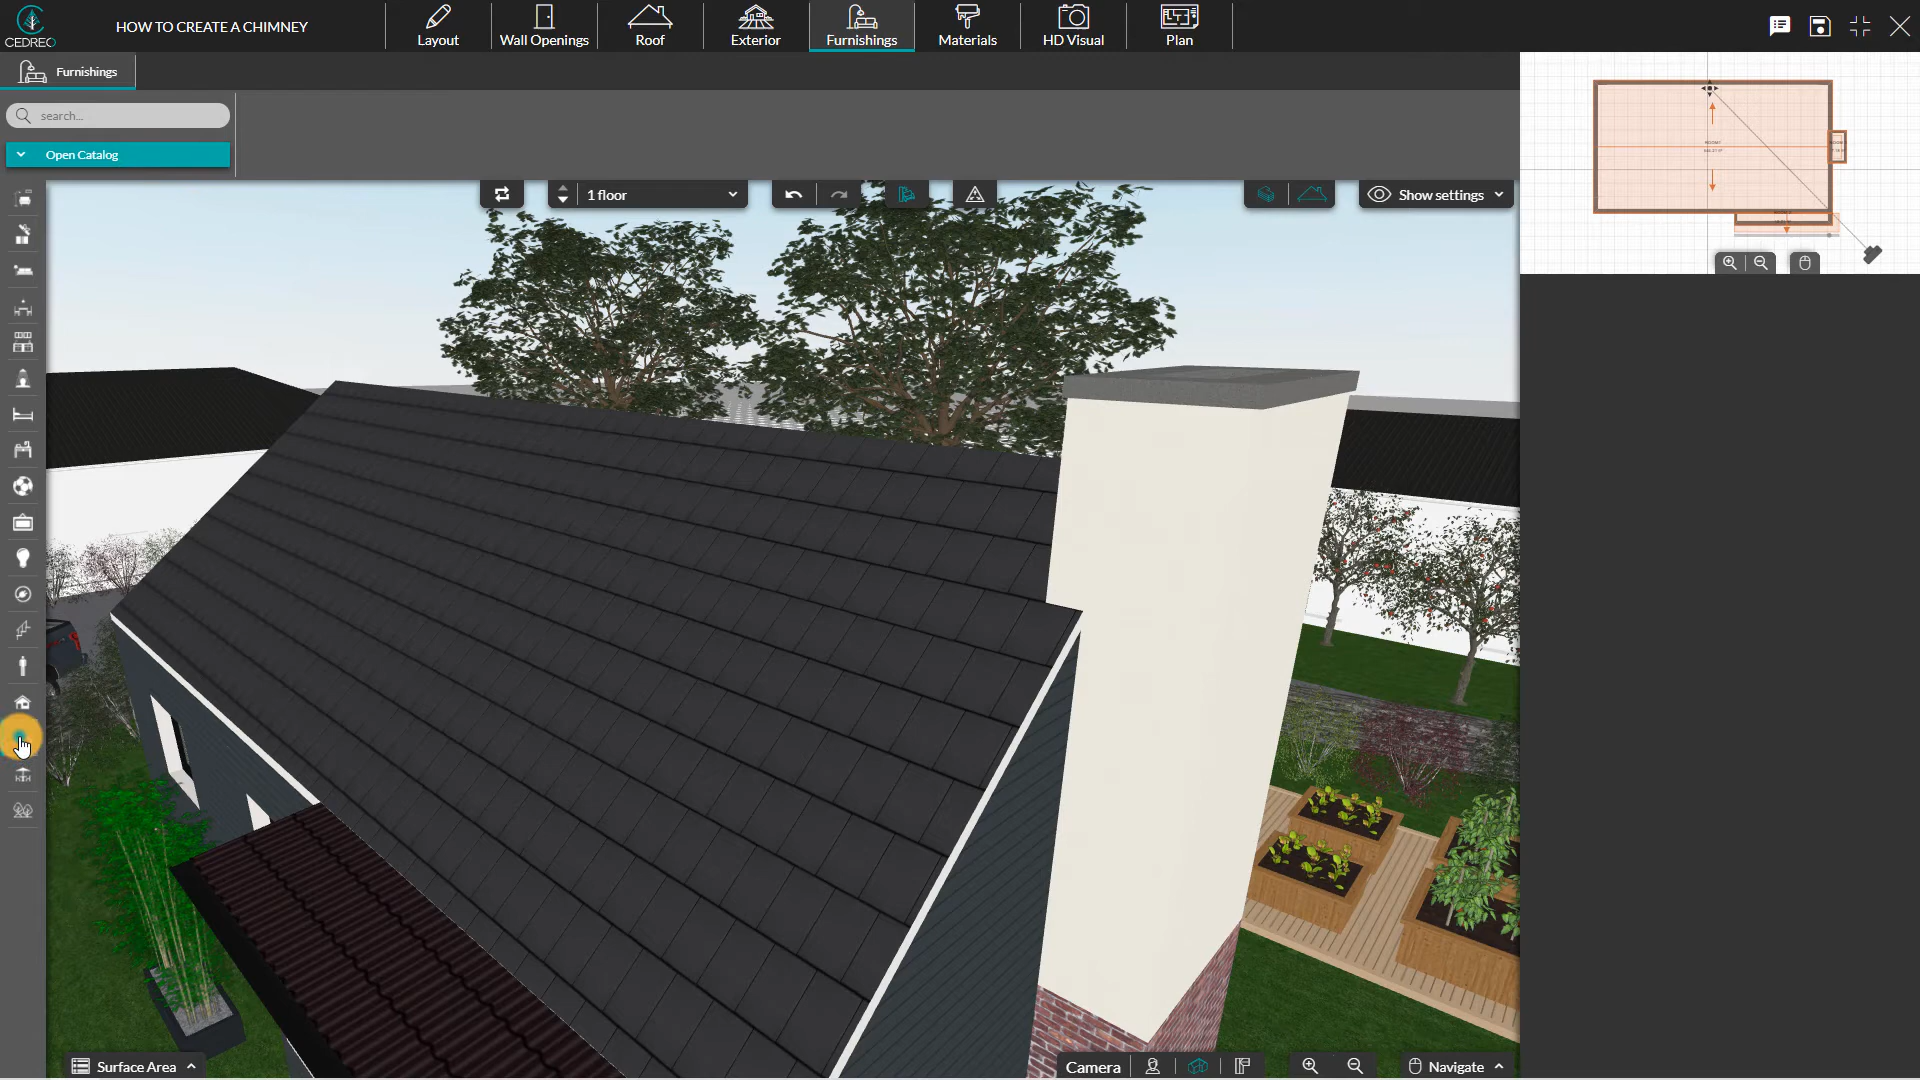 CEDREO
HOW TO CREATE A CHIMNEY
Layout
Wall Openings
Roof
Exterior
Furnishings
Materials
HD Visual
Plan
Furnishings
search...
Open Catalog
1 floor
Show settings
Surface Area
Camera
Navigate